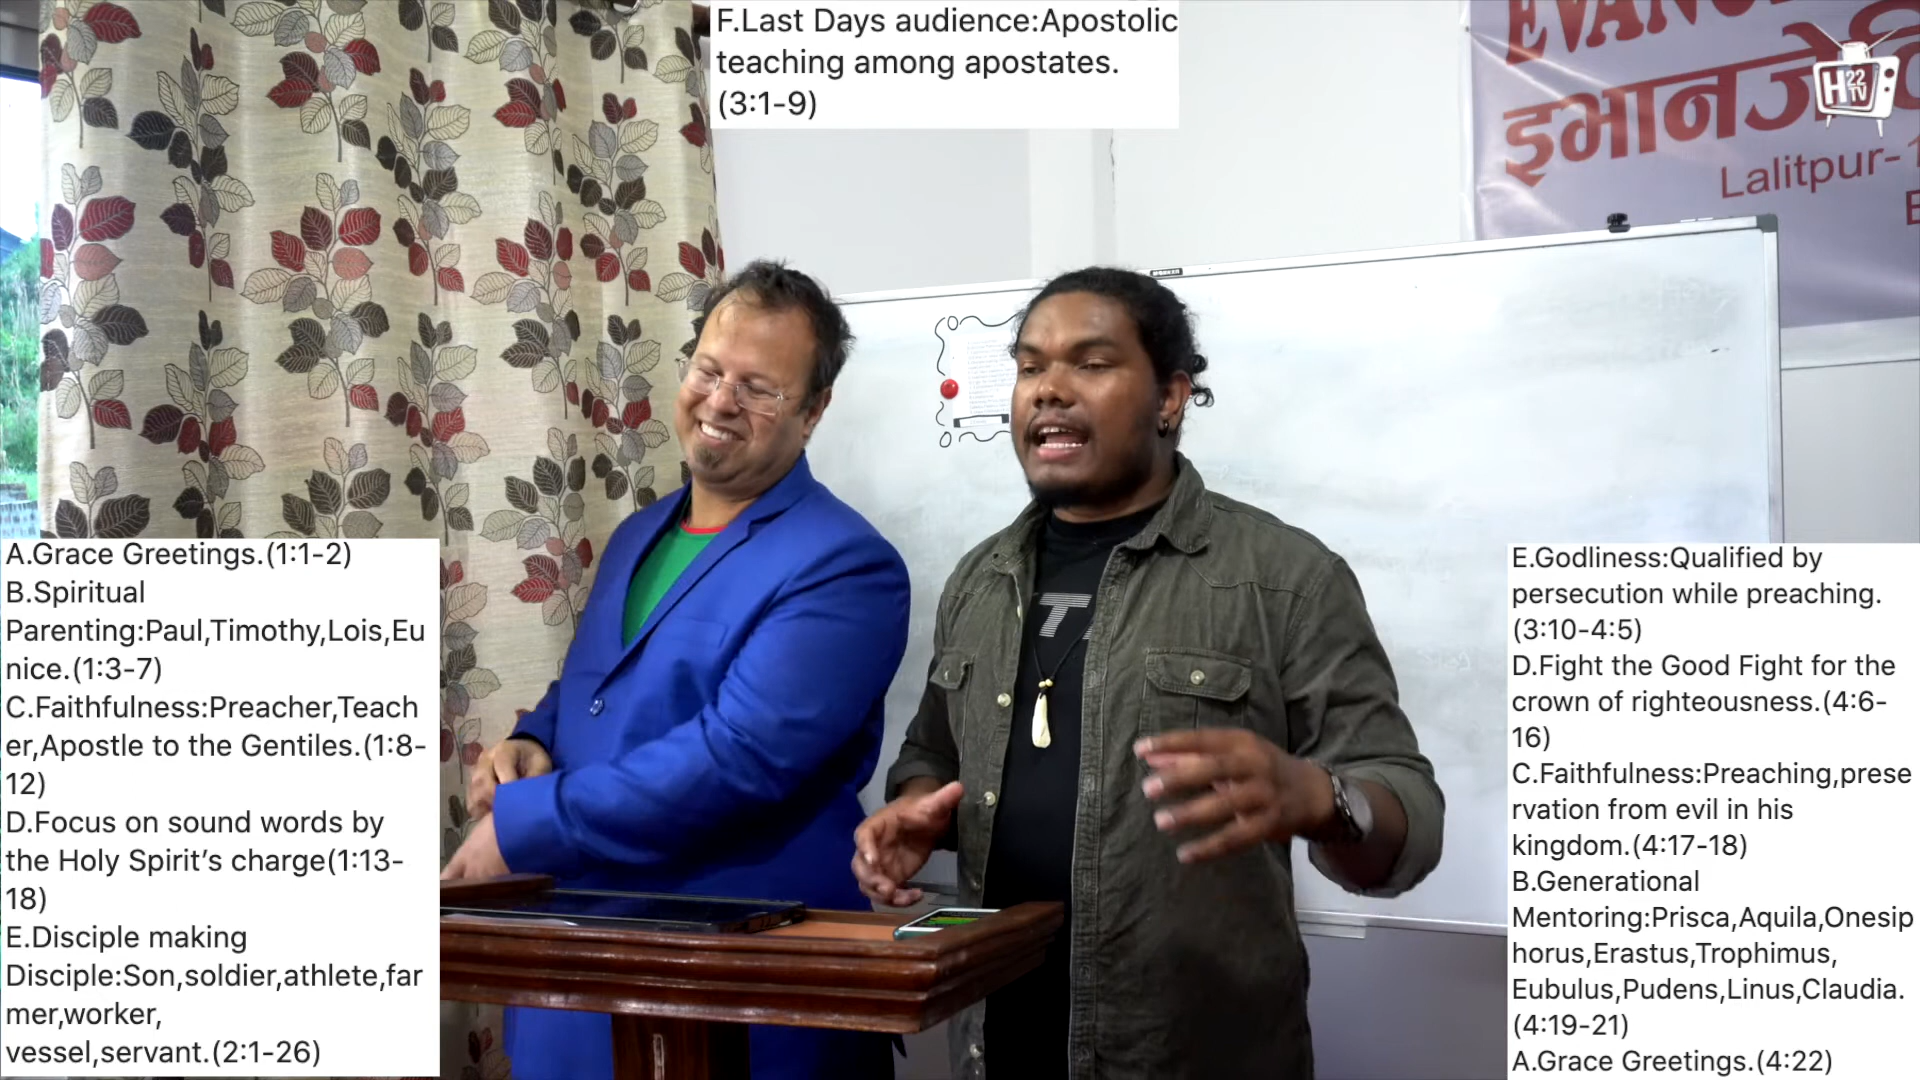 F.Last Days audience:Apostolic
teaching among apostates.
(3:1-9)
इभानजे
Lalitpur-1
H22
TV
A.Grace Greetings.(1:1-2)
B.Spiritual
Parenting:Paul,Timothy,Lois,Eu
nice.(1:3-7)
C.Faithfulness:Preacher,Teach
er,Apostle to the Gentiles.(1:8-
12)
D.Focus on sound words by
the Holy Spirit’s charge(1:13-
18)
E.Disciple making
Disciple:Son,soldier,athlete,far
mer,worker,
vessel,servant.(2:1-26)
E.Godliness:Qualified by
persecution while preaching.
(3:10-4:5)
D.Fight the Good Fight for the
crown of righteousness.(4:6-
16)
C.Faithfulness:Preaching,prese
rvation from evil in his
kingdom.(4:17-18)
B.Generational
Mentoring:Prisca,Aquila,Onesip
horus,Erastus,Trophimus,
Eubulus,Pudens,Linus,Claudia.
(4:19-21)
A.Grace Greetings.(4:22)